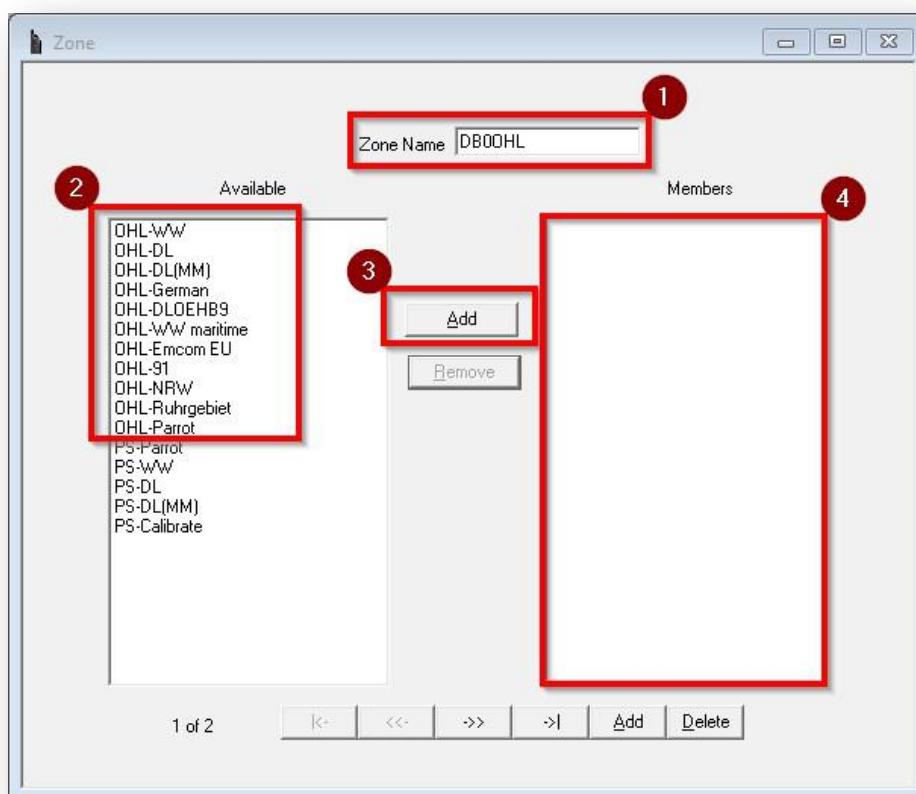 Zone
1
Zone Name DB0OHL
2
Available
Members
4
OHL-WW
OHL-DL
OHL-DL(MM)
OHL-German
OHL-DLOEHB9
OHL-WW maritime
OHL-Emcom EU
OHL-91
OHL-NRW
OHL-Ruhrgebiet
OHL-Parrot
PS-Parrot
PS-WW
PS-DL
PS-DL(MM)
PS-Calibrate
3
Add
Remove
1 of 2 |<- <<- ->> ->| Add Delete